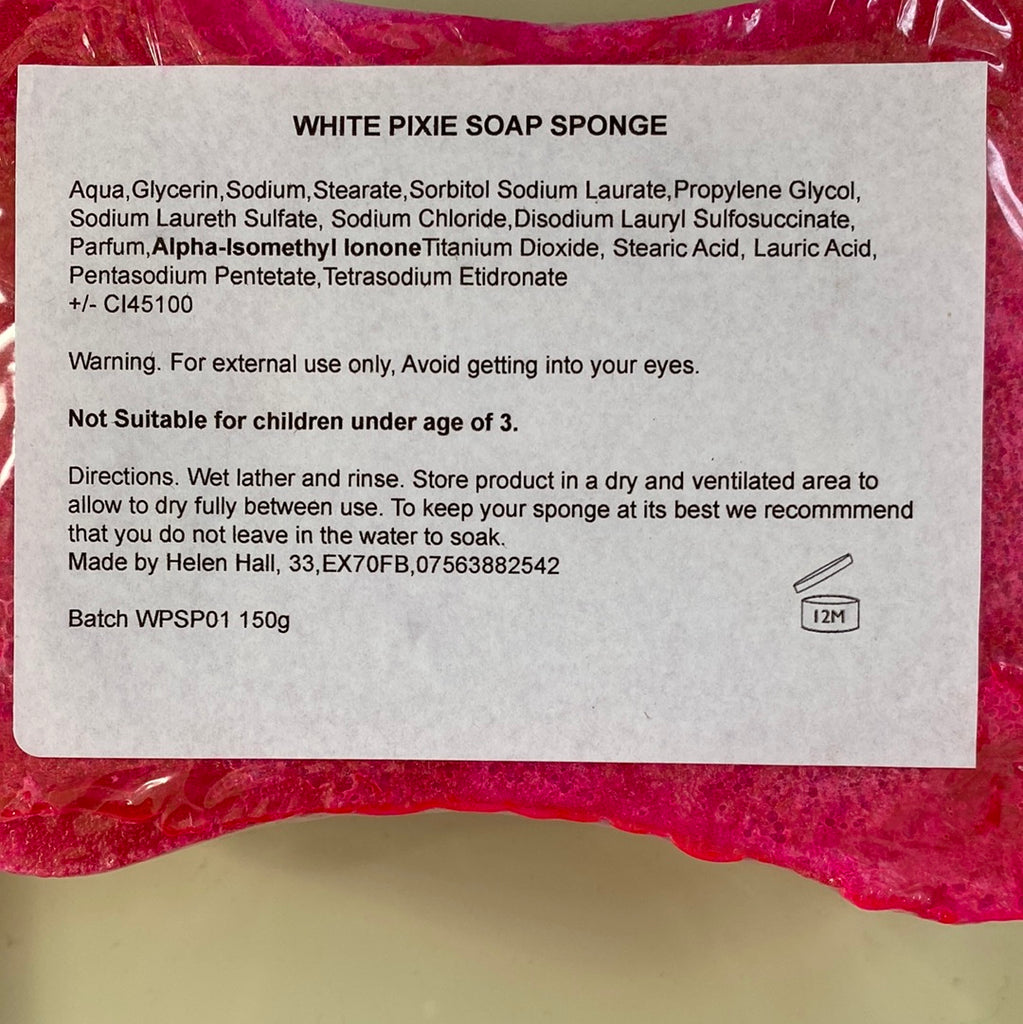 WHITE PIXIE SOAP SPONGE
Aqua,Glycerin,Sodium,Stearate,Sorbitol Sodium Laurate,Propylene Glycol,
Sodium Laureth Sulfate, Sodium Chloride,Disodium Lauryl Sulfosuccinate,
Parfum,Alpha-Isomethyl IononeTitanium Dioxide, Stearic Acid, Lauric Acid,
Pentasodium Pentetate,Tetrasodium Etidronate
+/- CI45100
Warning. For external use only, Avoid getting into your eyes.
Not Suitable for children under age of 3.
Directions. Wet lather and rinse. Store product in a dry and ventilated area to
allow to dry fully between use. To keep your sponge at its best we recommmend
that you do not leave in the water to soak.
Made by Helen Hall, 33,EX70FB,07563882542
12M
Batch WPSP01 150g